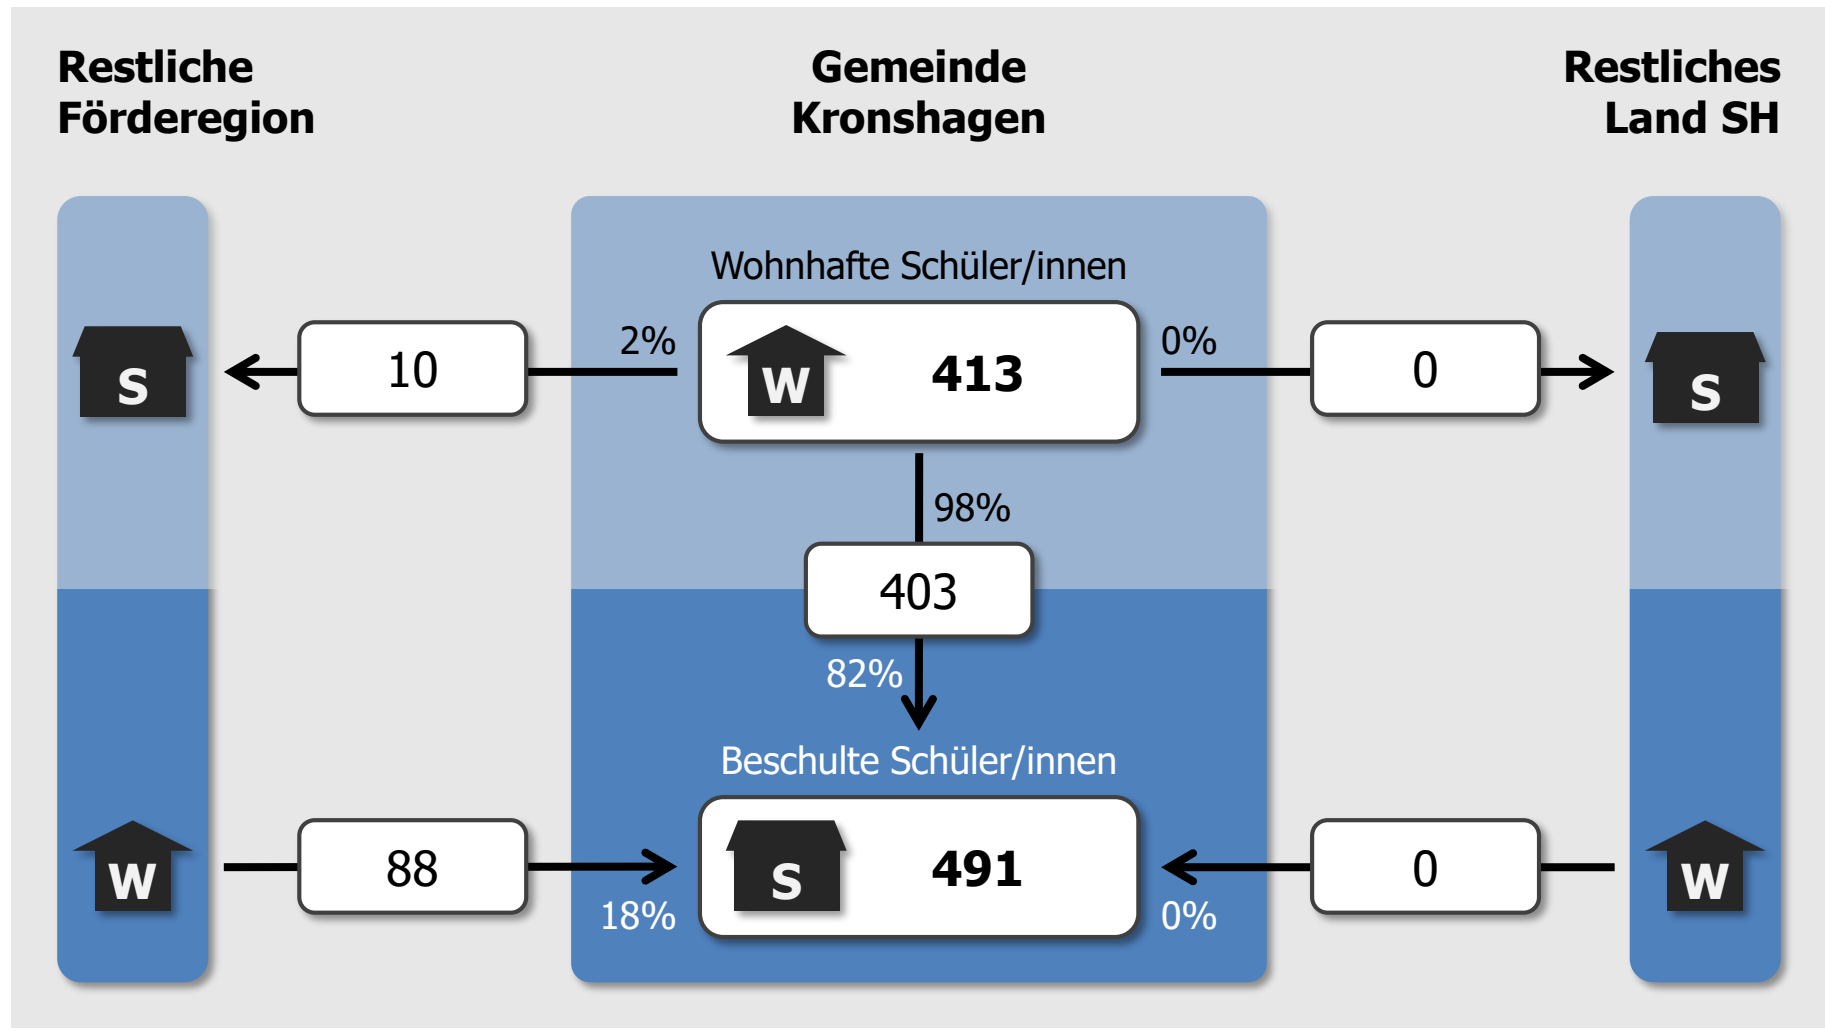 Restliche
Förderegion
Gemeinde
Kronshagen
Restliches
Land SH
Wohnhafte Schüler/innen
S
10
2%
W
413
0%
0
S
98%
403
82%
Beschulte Schüler/innen
W
88
18%
S
491
0%
0
W